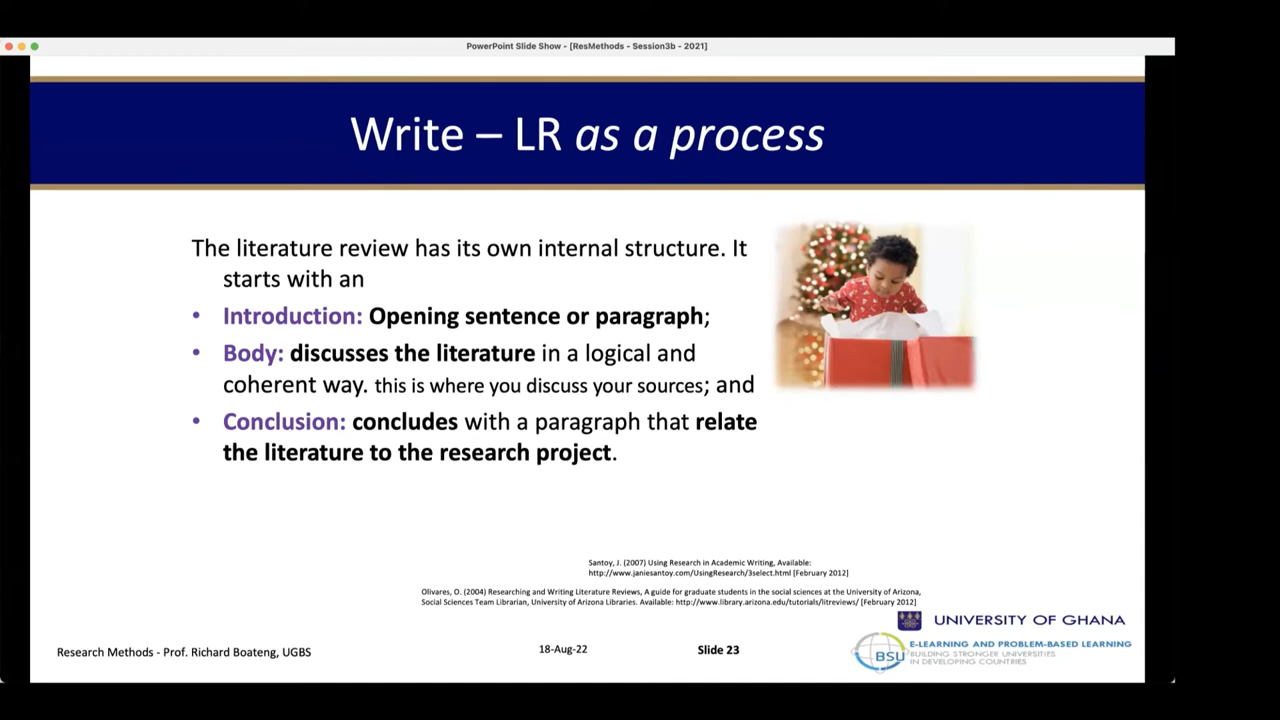 PowerPoint Slide Show - [ResMethods - Session3b - 2021]
Write – LR as a process
The literature review has its own internal structure. It
starts with an
• Introduction: Opening sentence or paragraph;
• Body: discusses the literature in a logical and
coherent way. this is where you discuss your sources; and
• Conclusion: concludes with a paragraph that relate
the literature to the research project.
Santoy, J. (2007) Using Research in Academic Writing, Available:
http://www.janiesantoy.com/UsingResearch/3select.html [February 2012]
Olivares, O. (2004) Researching and Writing Literature Reviews, A guide for graduate students in the social sciences at the University of Arizona,
Social Sciences Team Librarian, University of Arizona Libraries. Available: http://www.library.arizona.edu/tutorials/litreviews/ [February 2012]
UNIVERSITY OF GHANA
BSU
E-LEARNING AND PROBLEM-BASED LEARNING
BUILDING STRONGER UNIVERSITIES
IN DEVELOPING COUNTRIES
Research Methods - Prof. Richard Boateng, UGBS
18-Aug-22
Slide 23